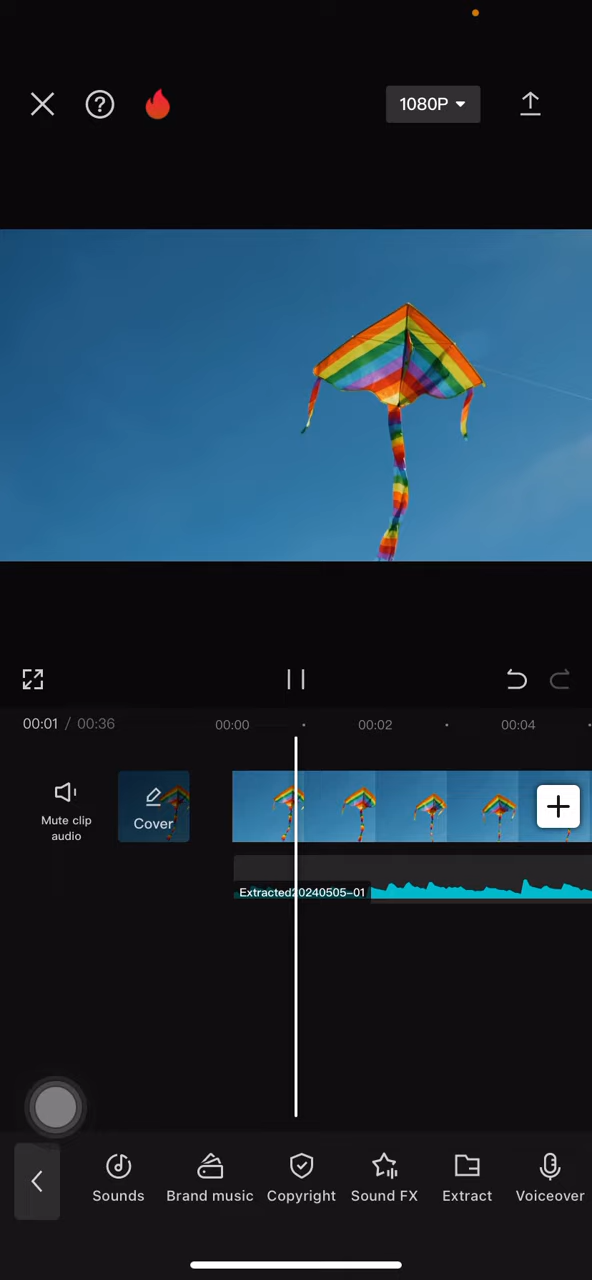 1080P
00:01 / 00:36
00:00
00:02
00:04
Mute clip
audio
Cover
Extracted20240505-01
Sounds
Brand music
Copyright
Sound FX
Extract
Voiceover